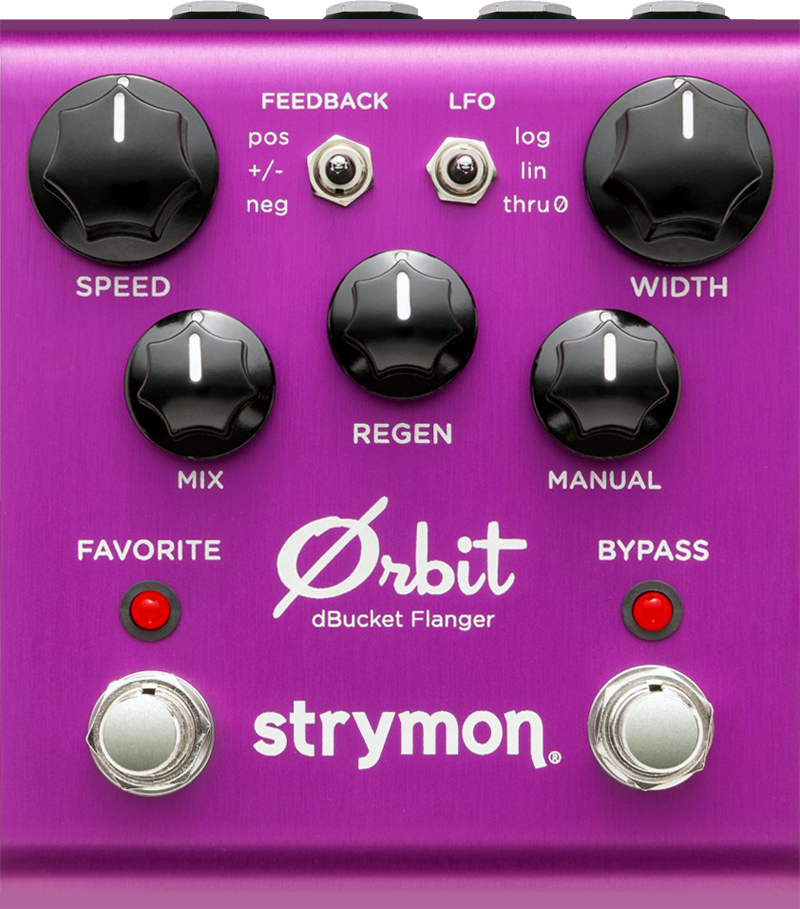 FEEDBACK
LFO
pos
+/-
neg
log
lin
thru0
SPEED
WIDTH
REGEN
MIX
MANUAL
FAVORITE
BYPASS
Ørbit
dBucket Flanger
strymon®